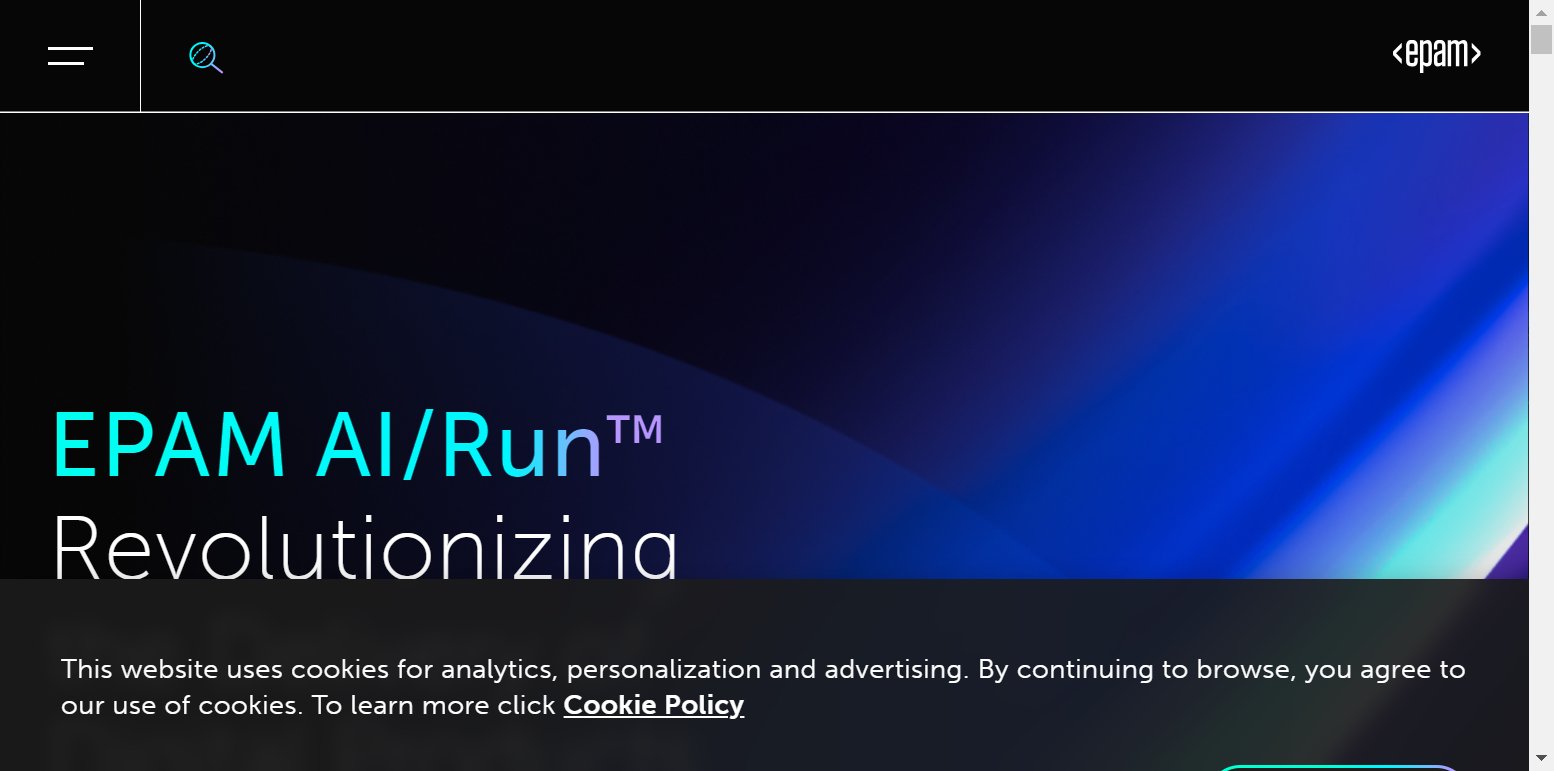 <epam>
EPAM AI/Run™
Revolutionizing
This website uses cookies for analytics, personalization and advertising. By continuing to browse, you agree to
our use of cookies. To learn more click Cookie Policy